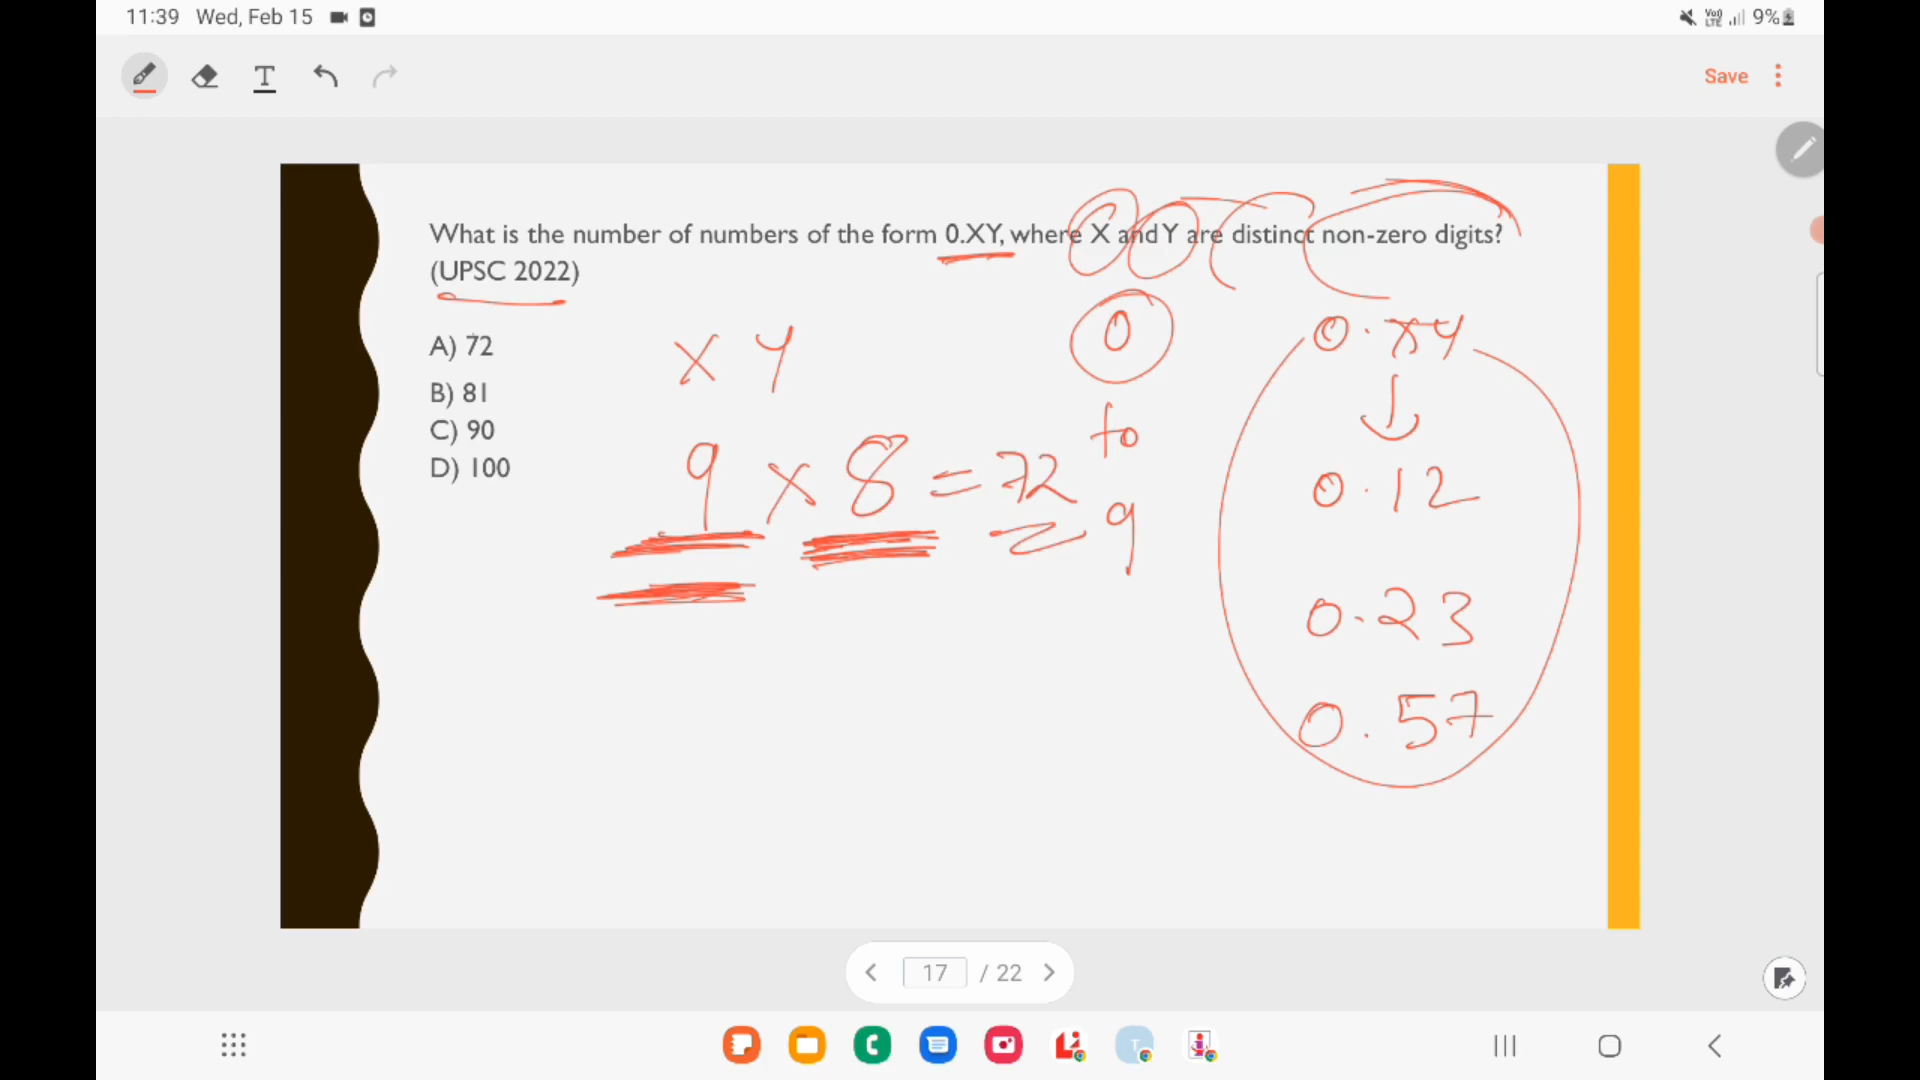 11:39 Wed, Feb 15
Vo)) LTE 9%
T
Save
What is the number of numbers of the form 0.XY, where X and Y are distinct non-zero digits?
(UPSC 2022)
A) 72
B) 81
C) 90
D) 100
X Y
9 × 8 = 72
0
to
9
0.XY
0.12
0.23
0.57
17 / 22
T